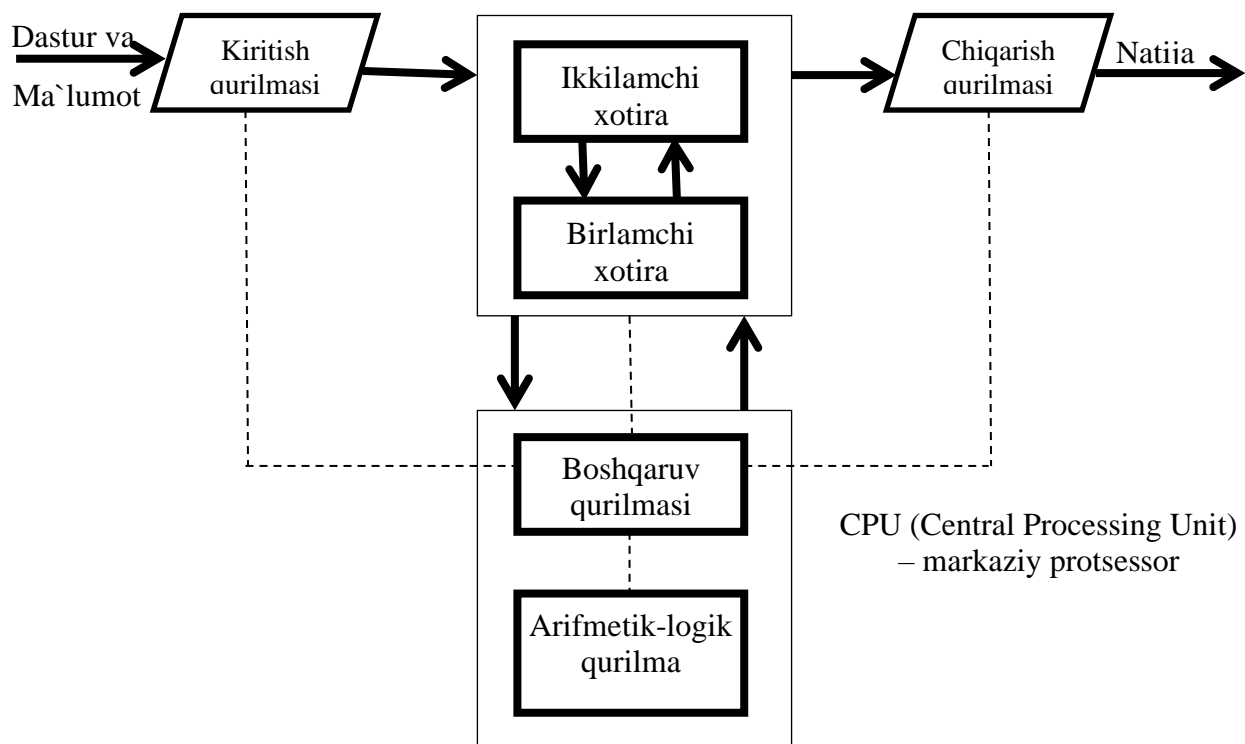 Dastur va
Ma`lumot
Kiritish
qurilmasi
Ikkilamchi
xotira
Birlamchi
xotira
Chiqarish
qurilmasi
Natija
Boshqaruv
qurilmasi
Arifmetik-logik
qurilma
CPU (Central Processing Unit)
– markaziy protsessor